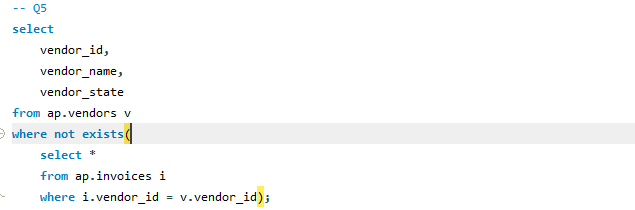 -- Q5
select
    vendor_id,
    vendor_name,
    vendor_state
from ap.vendors v
where not exists(
    select *
    from ap.invoices i
    where i.vendor_id = v.vendor_id);